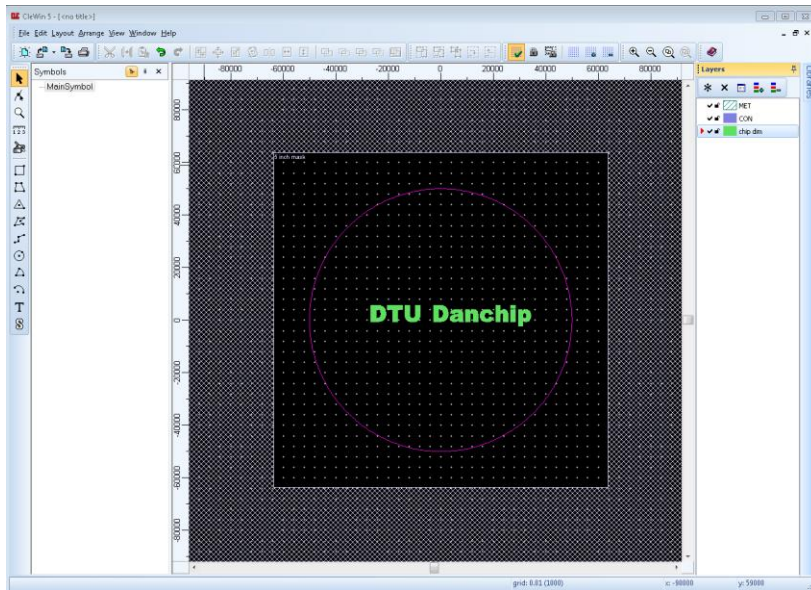 CleWin 5 - [<no title>]
File Edit Layout Arrange View Window Help
Symbols
MainSymbol
-80000 -60000 -40000 -20000 0 20000 40000 60000 80000
80000
60000
40000
20000
0
-20000
-40000
-60000
-80000
5 inch mask
DTU Danchip
Layers
MET
CON
chip dim
grid: 0.01 (1000) x: -90000 y: 59000